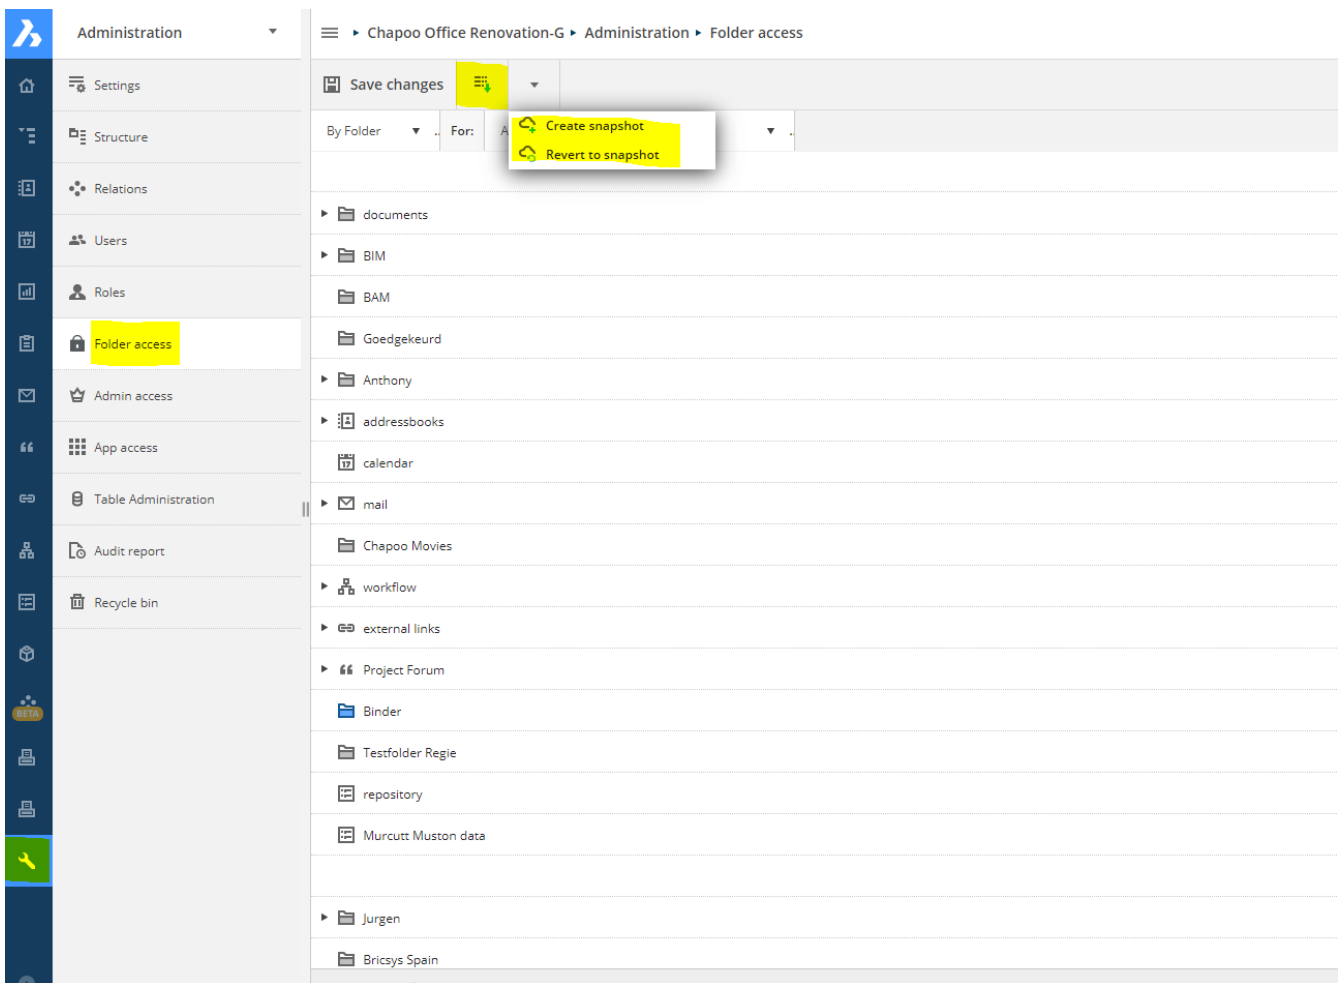 Administration
Chapoo Office Renovation-G ▸ Administration ▸ Folder access
Settings
Save changes
Create snapshot
By Folder
..
For:
A
..
Structure
Revert to snapshot
Relations
documents
17
Users
BIM
Roles
BAM
Folder access
Goedgekeurd
Admin access
Anthony
addressbooks
App access
17
calendar
Table Administration
mail
Audit report
Chapoo Movies
Recycle bin
workflow
external links
Project Forum
BETA
Binder
Testfolder Regie
repository
Murcutt Muston data
Jurgen
Bricsys Spain